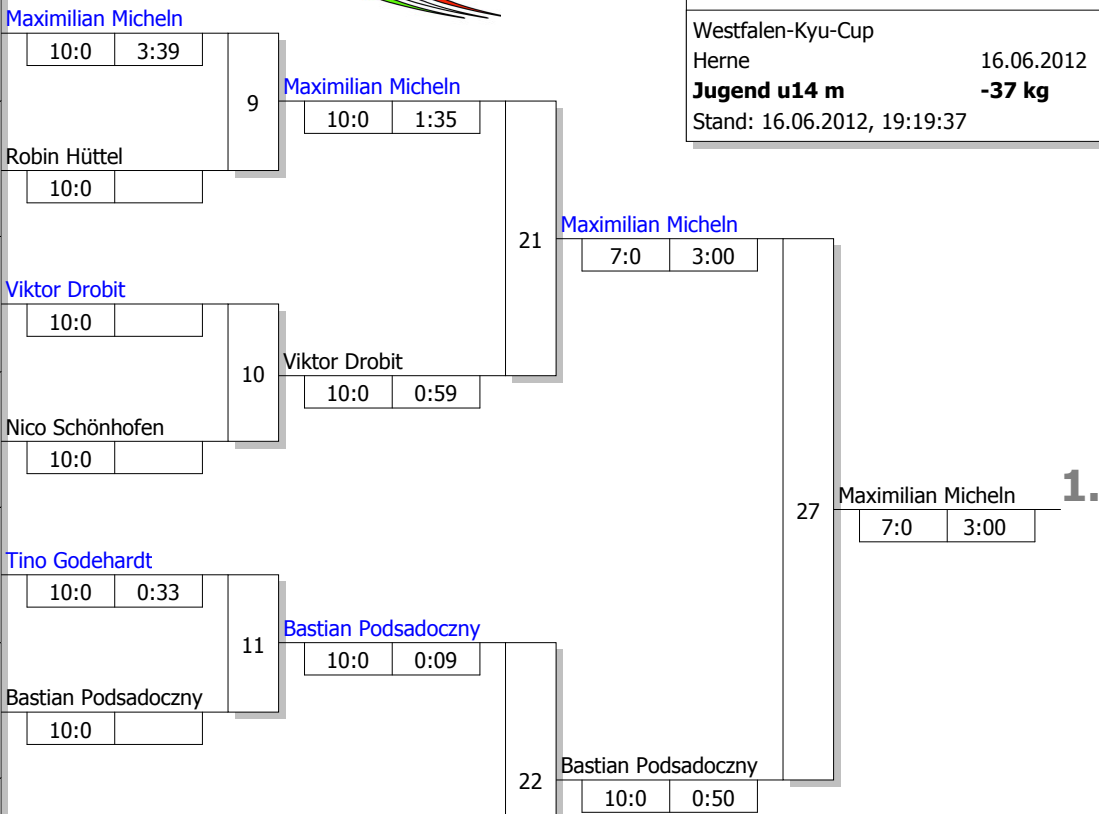 Westfalen-Kyu-Cup
Herne 16.06.2012
Jugend u14 m -37 kg
Stand: 16.06.2012, 19:19:37
Maximilian Micheln
10:0 3:39
9
Robin Hüttel
10:0
Maximilian Micheln
10:0 1:35
21
Viktor Drobit
10:0
10
Nico Schönhofen
10:0
Viktor Drobit
10:0 0:59
Maximilian Micheln
7:0 3:00
27
Maximilian Micheln 1.
7:0 3:00
Tino Godehardt
10:0 0:33
11
Bastian Podsadoczny
10:0
Bastian Podsadoczny
10:0 0:09
22
Bastian Podsadoczny
10:0 0:50